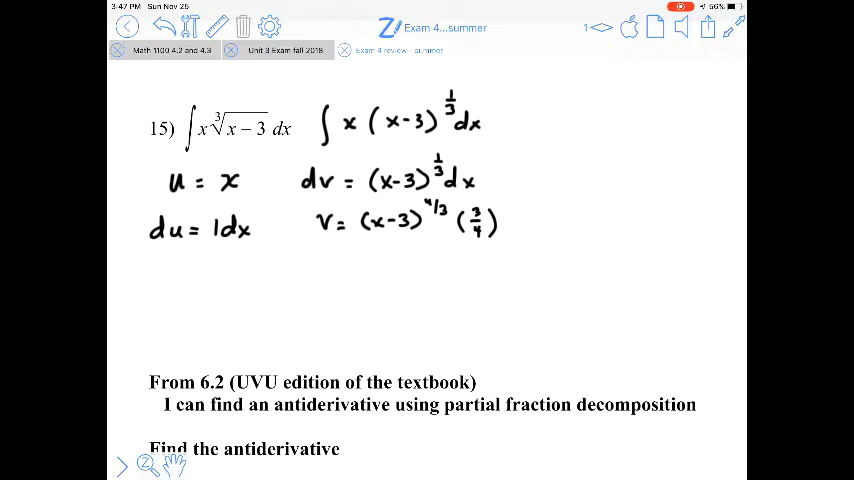 3:47 PM Sun Nov 25
56%
Exam 4...summer
1
Math 1100 4.2 and 4.3
Unit 3 Exam fall 2018
Exam 4 review - summer
15) ∫ x ∛(x − 3) dx ∫ x (x-3)^{1/3} dx
u = x dv = (x-3)^{1/3} dx
du = 1dx v = (x-3)^{4/3} (3/4)
From 6.2 (UVU edition of the textbook)
I can find an antiderivative using partial fraction decomposition
Find the antiderivative